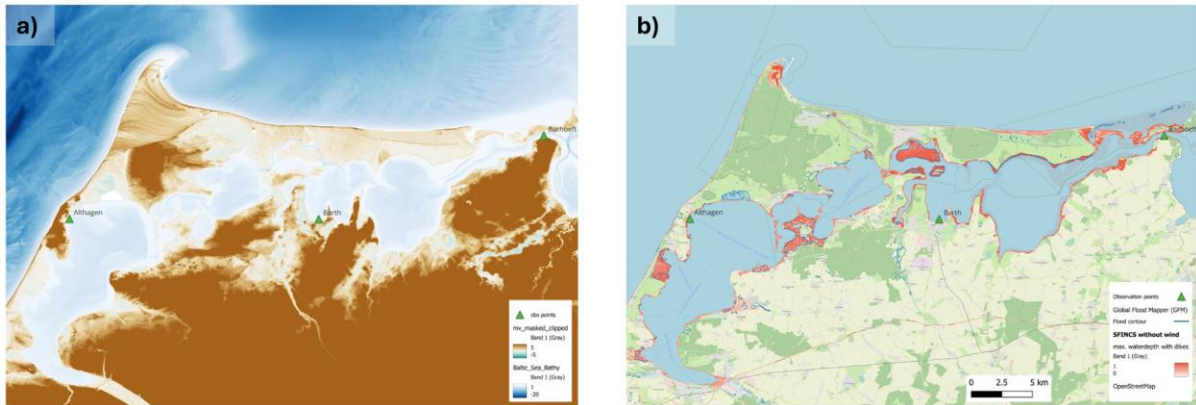 a)
Barhoeft
Althagen
Barth
obs points
mv_masked_clipped
Band 1 (Gray)
5
-5
Baltic_Sea_Bathy
Band 1 (Gray)
1
-20
b)
Barhoeft
Althagen
Barth
Observation points
Global Flood Mapper (GFM)
Flood contour
SFINCS without wind
max. waterdepth with dikes
Band 1 (Gray)
1
0
OpenStreetMap
0 2.5 5 km